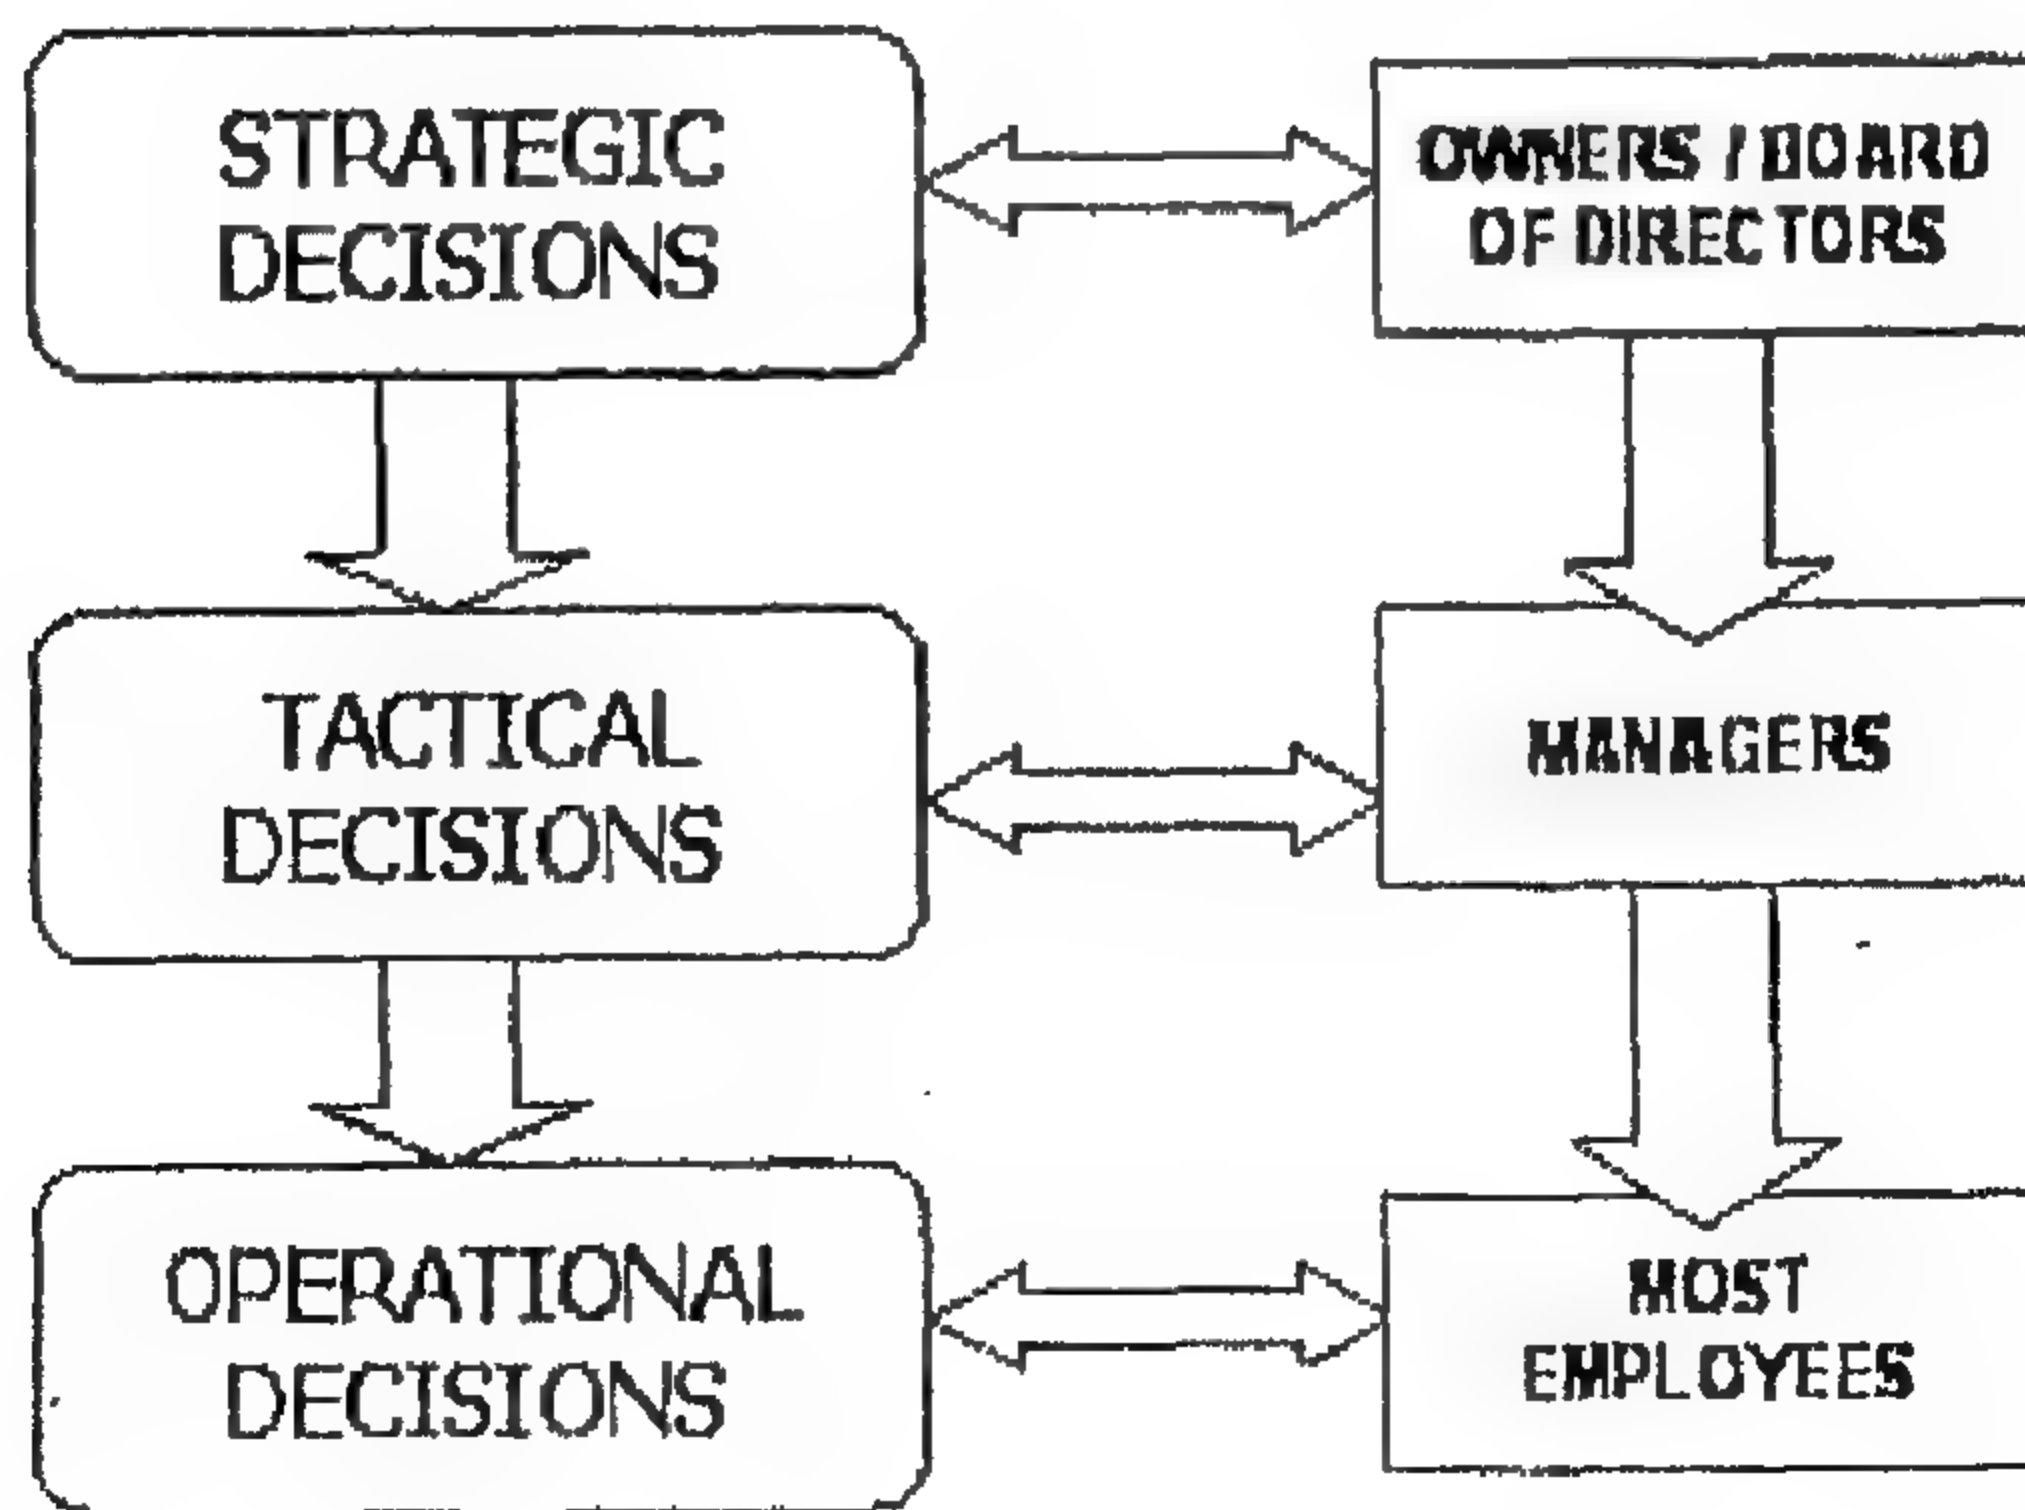 STRATEGIC
DECISIONS
OWNERS / BOARD
OF DIRECTORS
TACTICAL
DECISIONS
MANAGERS
OPERATIONAL
DECISIONS
MOST
EMPLOYEES